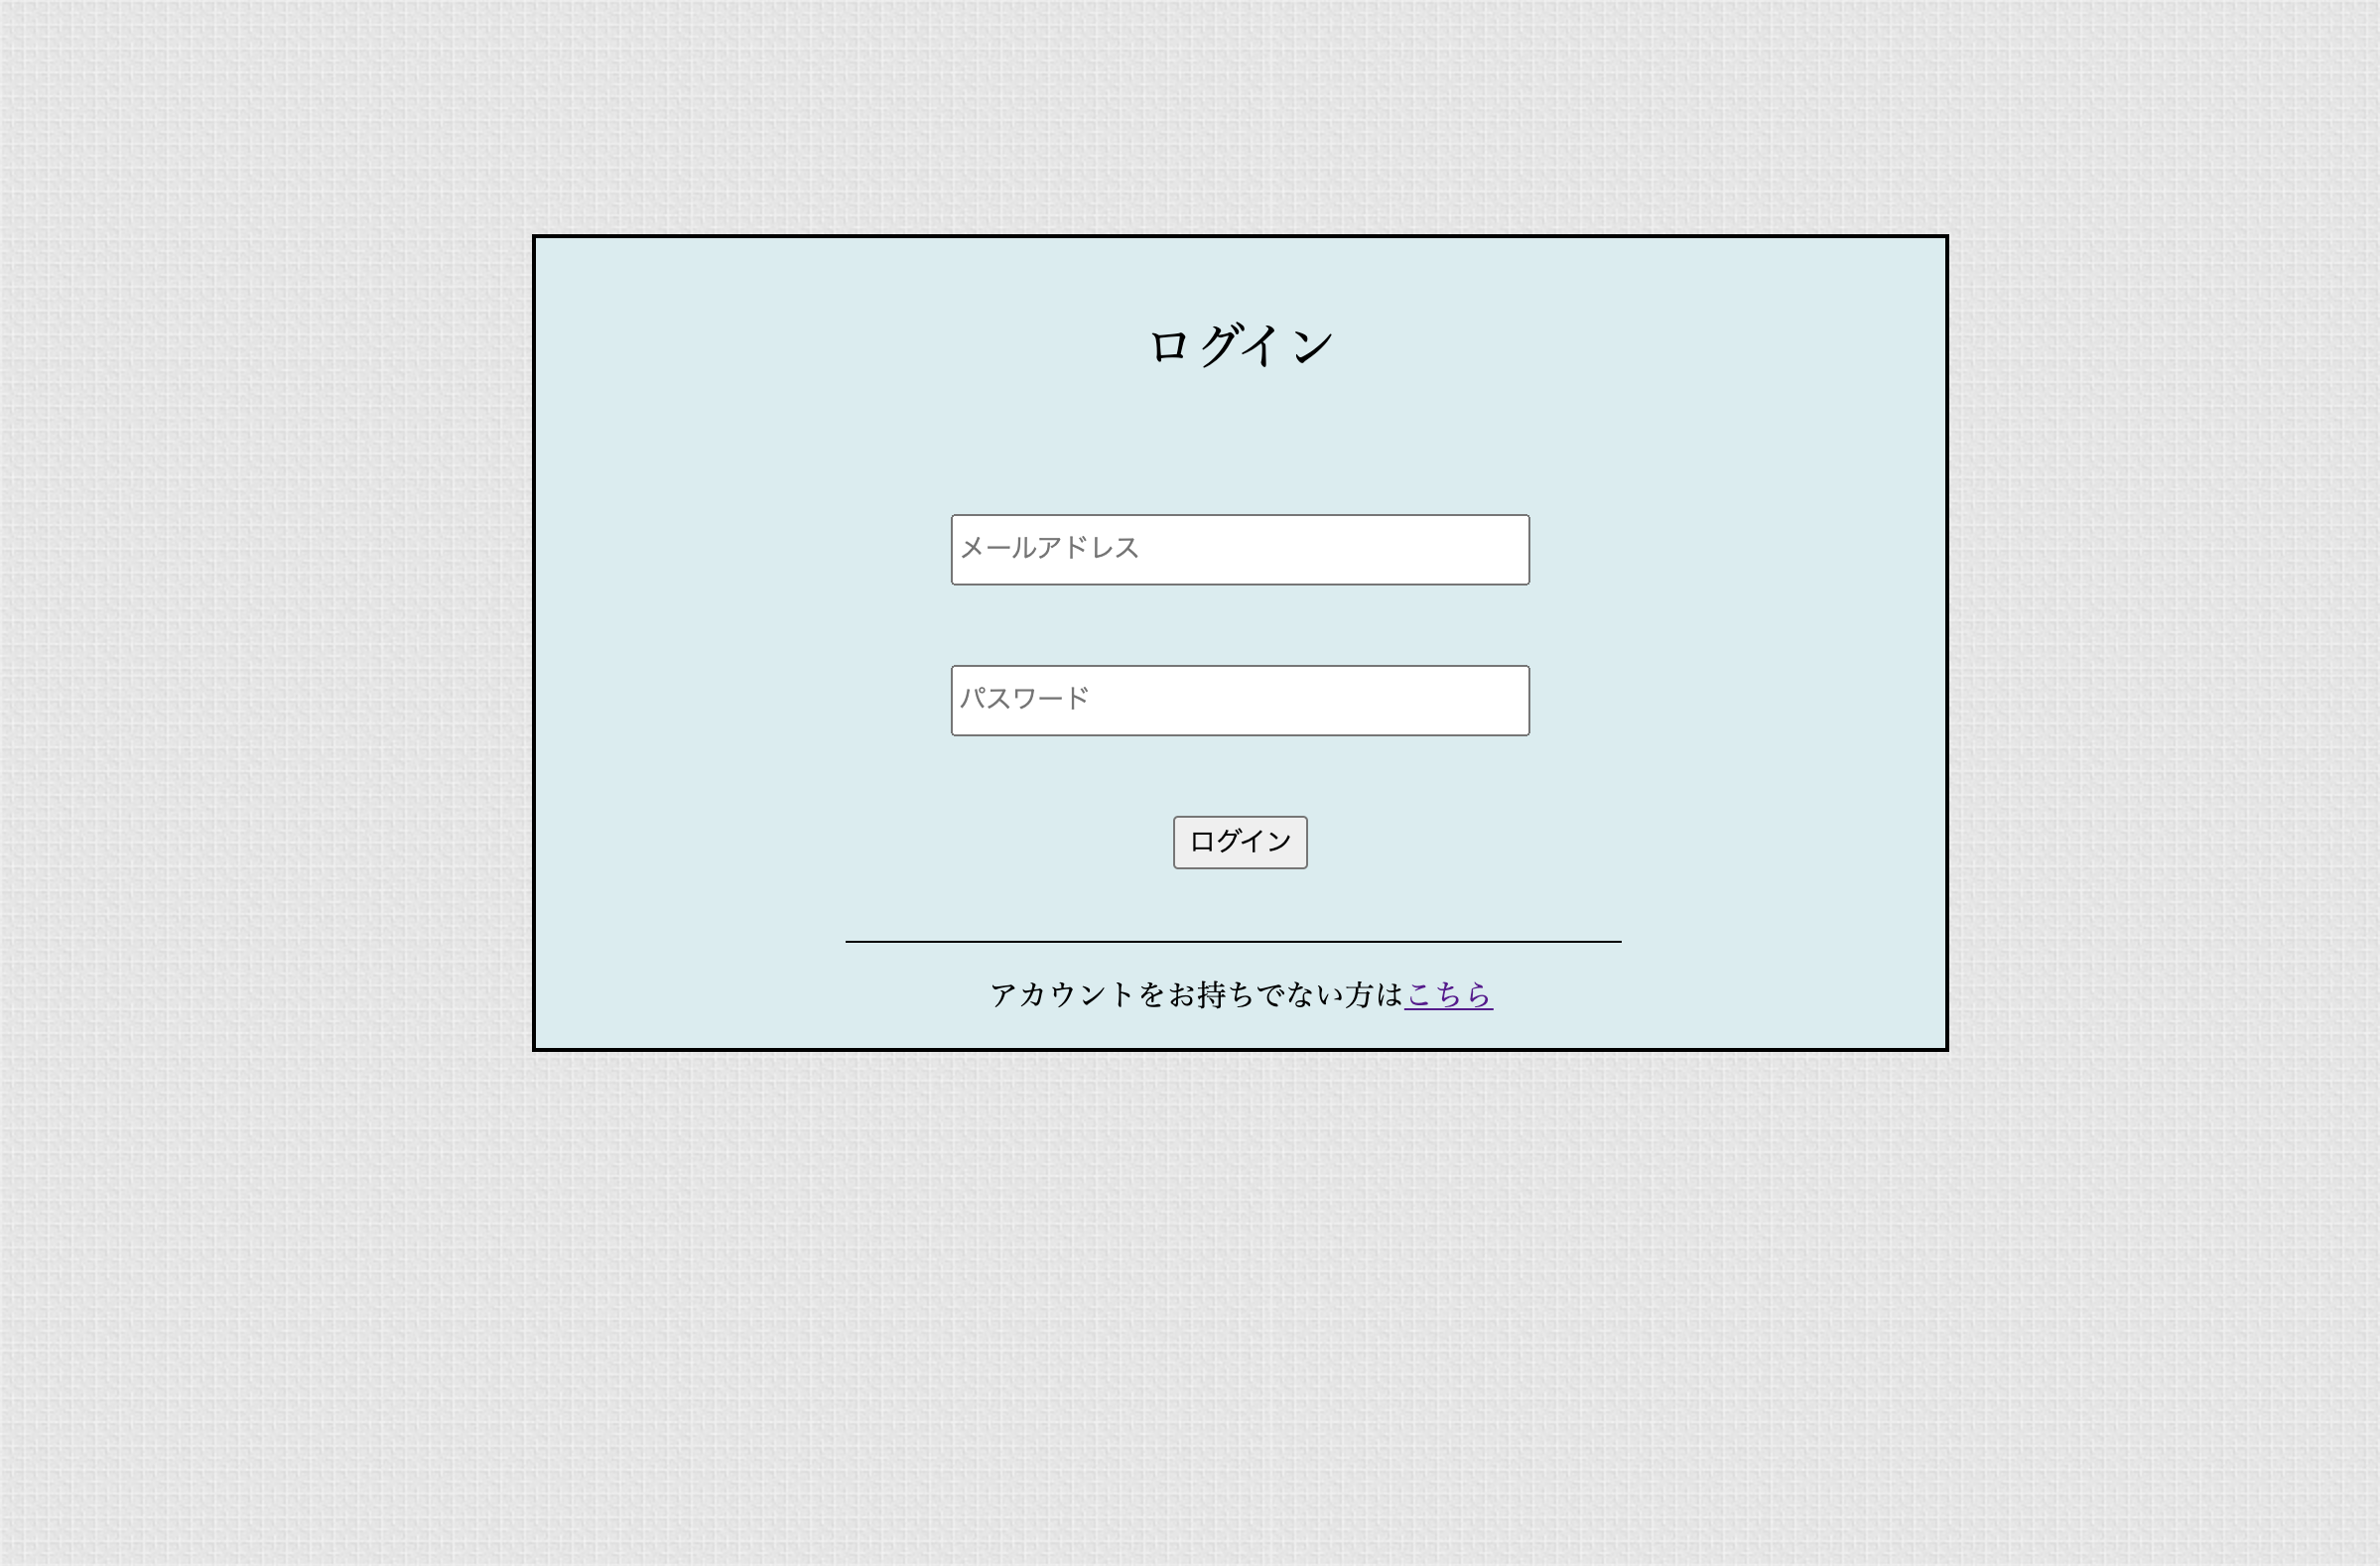 ログイン
メールアドレス
パスワード
ログイン
アカウントをお持ちでない方はこちら